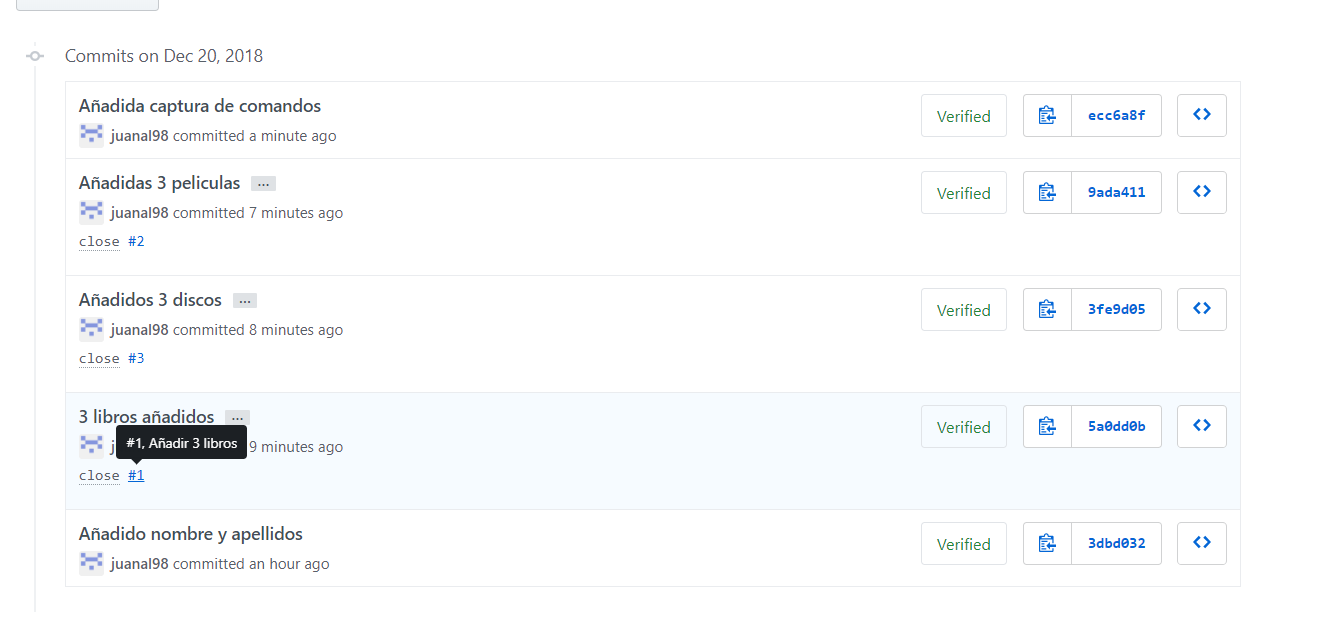 Commits on Dec 20, 2018
Añadida captura de comandos
juanal98 committed a minute ago
Verified
ecc6a8f
Añadidas 3 peliculas ...
juanal98 committed 7 minutes ago
close #2
Verified
9ada411
Añadidos 3 discos ...
juanal98 committed 8 minutes ago
close #3
Verified
3fe9d05
3 libros añadidos ...
#1, Añadir 3 libros
9 minutes ago
close #1
Verified
5a0dd0b
Añadido nombre y apellidos
juanal98 committed an hour ago
Verified
3dbd032